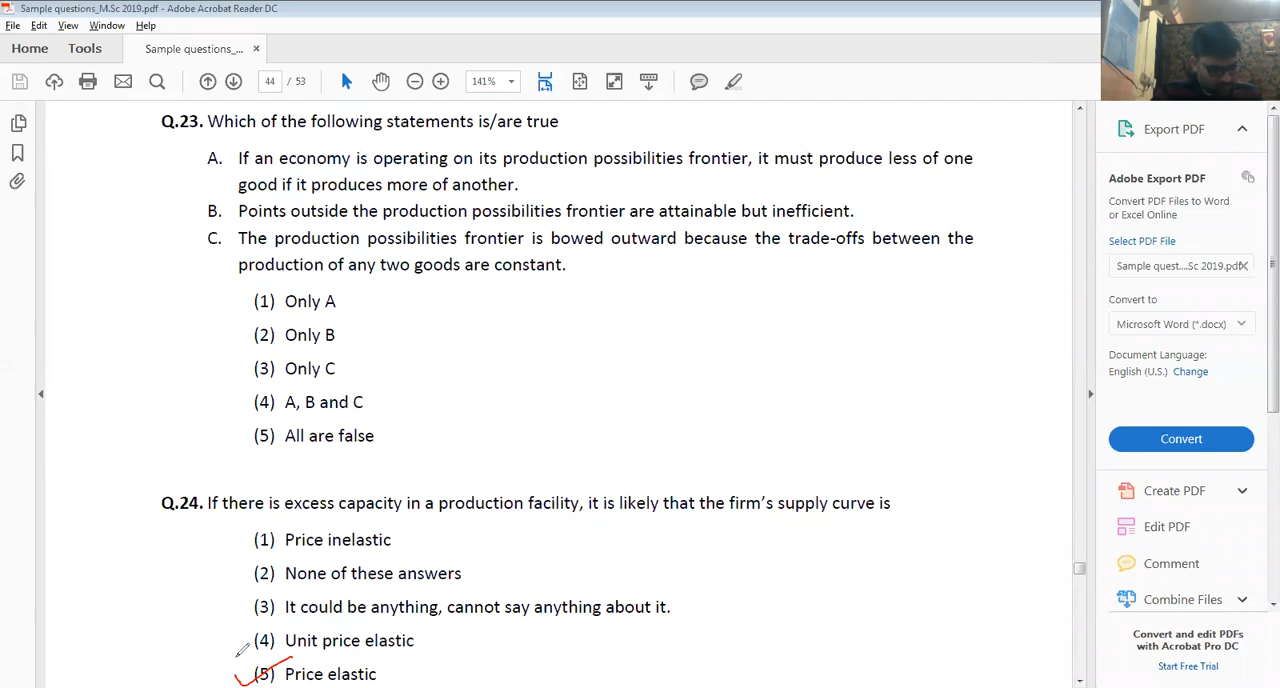 Sample questions_M.Sc 2019.pdf - Adobe Acrobat Reader DC
File Edit View Window Help
Home Tools Sample questions_... ×
44 / 53 141%
Q.23. Which of the following statements is/are true
A. If an economy is operating on its production possibilities frontier, it must produce less of one
good if it produces more of another.
B. Points outside the production possibilities frontier are attainable but inefficient.
C. The production possibilities frontier is bowed outward because the trade-offs between the
production of any two goods are constant.
(1) Only A
(2) Only B
(3) Only C
(4) A, B and C
(5) All are false
Q.24. If there is excess capacity in a production facility, it is likely that the firm's supply curve is
(1) Price inelastic
(2) None of these answers
(3) It could be anything, cannot say anything about it.
(4) Unit price elastic
(5) Price elastic
Export PDF
Adobe Export PDF
Convert PDF Files to Word
or Excel Online
Select PDF File
Sample quest....Sc 2019.pdf
Convert to
Microsoft Word (*.docx)
Document Language:
English (U.S.) Change
Convert
Create PDF
Edit PDF
Comment
Combine Files
Convert and edit PDFs
with Acrobat Pro DC
Start Free Trial